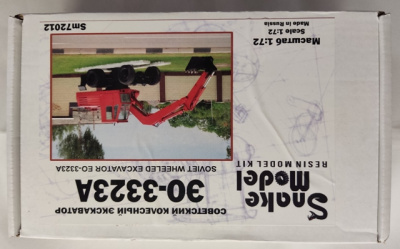 Snake
Model
RESIN MODEL KIT
СОВЕТСКИЙ КОЛЕСНЫЙ ЭКСКАВАТОР
ЭО-3323А
SOVIET WHEELED EXCAVATOR EO-3323A
Масштаб 1:72
Scale 1:72
Made in Russia
Sm72012